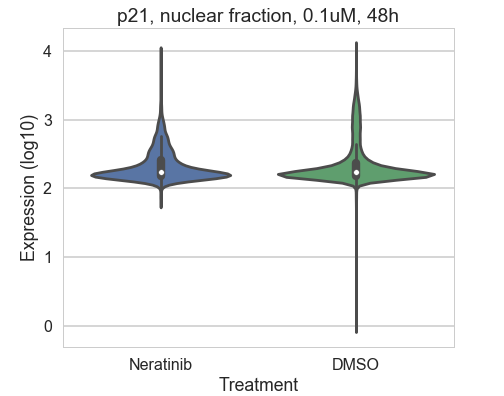 p21, nuclear fraction, 0.1uM, 48h
Expression (log10)
4
3
2
1
0
Neratinib DMSO
Treatment